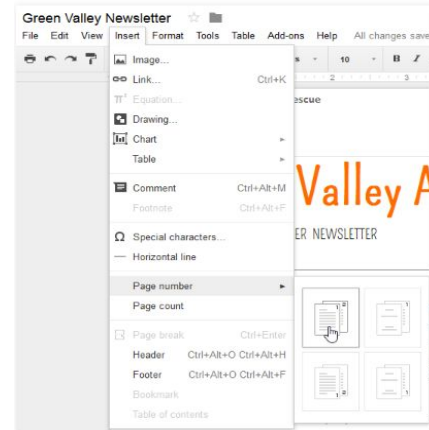 Green Valley Newsletter
File Edit View Insert Format Tools Table Add-ons Help All changes save
10 B I
Image...
Link... Ctrl+K
escue
π² Equation...
Drawing...
Chart
Table
Valley A
Comment Ctrl+Alt+M
Footnote Ctrl+Alt+F
ER NEWSLETTER
Ω Special characters...
Horizontal line
Page number
Page count
Page break Ctrl+Enter
Header Ctrl+Alt+O Ctrl+Alt+H
Footer Ctrl+Alt+O Ctrl+Alt+F
Bookmark
Table of contents